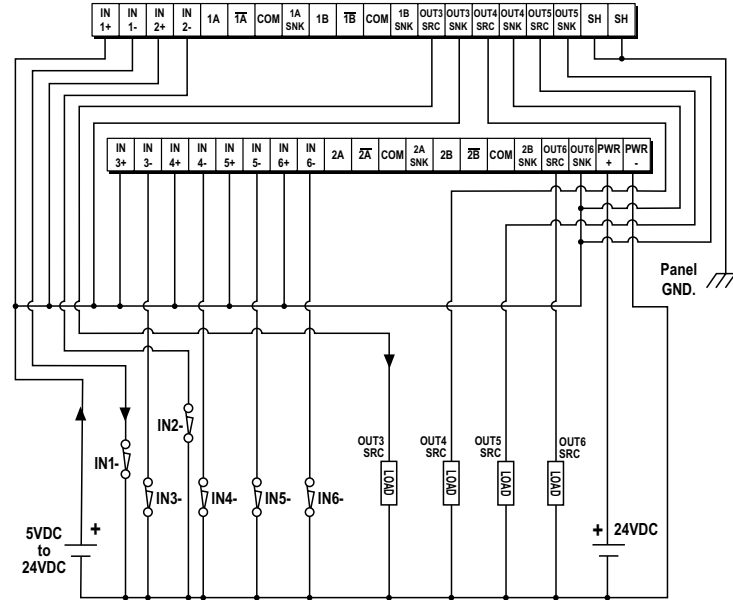 IN 1+ IN 1- IN 2+ IN 2- 1A 1A̅ COM 1A SNK 1B 1B̅ COM 1B SNK OUT3 SRC OUT3 SNK OUT4 SRC OUT4 SNK OUT5 SRC OUT5 SNK SH SH
IN 3+ IN 3- IN 4+ IN 4- IN 5+ IN 5- IN 6+ IN 6- 2A 2A̅ COM 2A SNK 2B 2B̅ COM 2B SNK OUT6 SRC OUT6 SNK PWR + PWR -
Panel
GND.
IN2-
IN1-
IN3-
IN4-
IN5-
IN6-
OUT3
SRC
LOAD
OUT4
SRC
LOAD
OUT5
SRC
LOAD
OUT6
SRC
LOAD
5VDC
to
24VDC
+
+ 24VDC